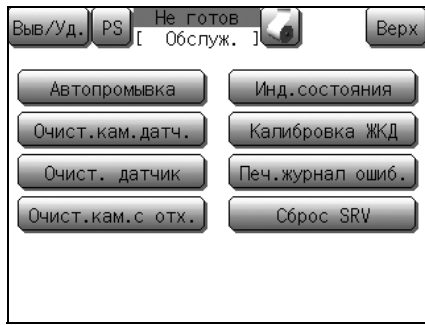 Выв/Уд. PS Не готов Верх
[ Обслуж. ]
Автопромывка Инд.состояния
Очист.кам.датч. Калибровка ЖКД
Очист. датчик Печ.журнал ошиб.
Очист.кам.с отх. Сброс SRV